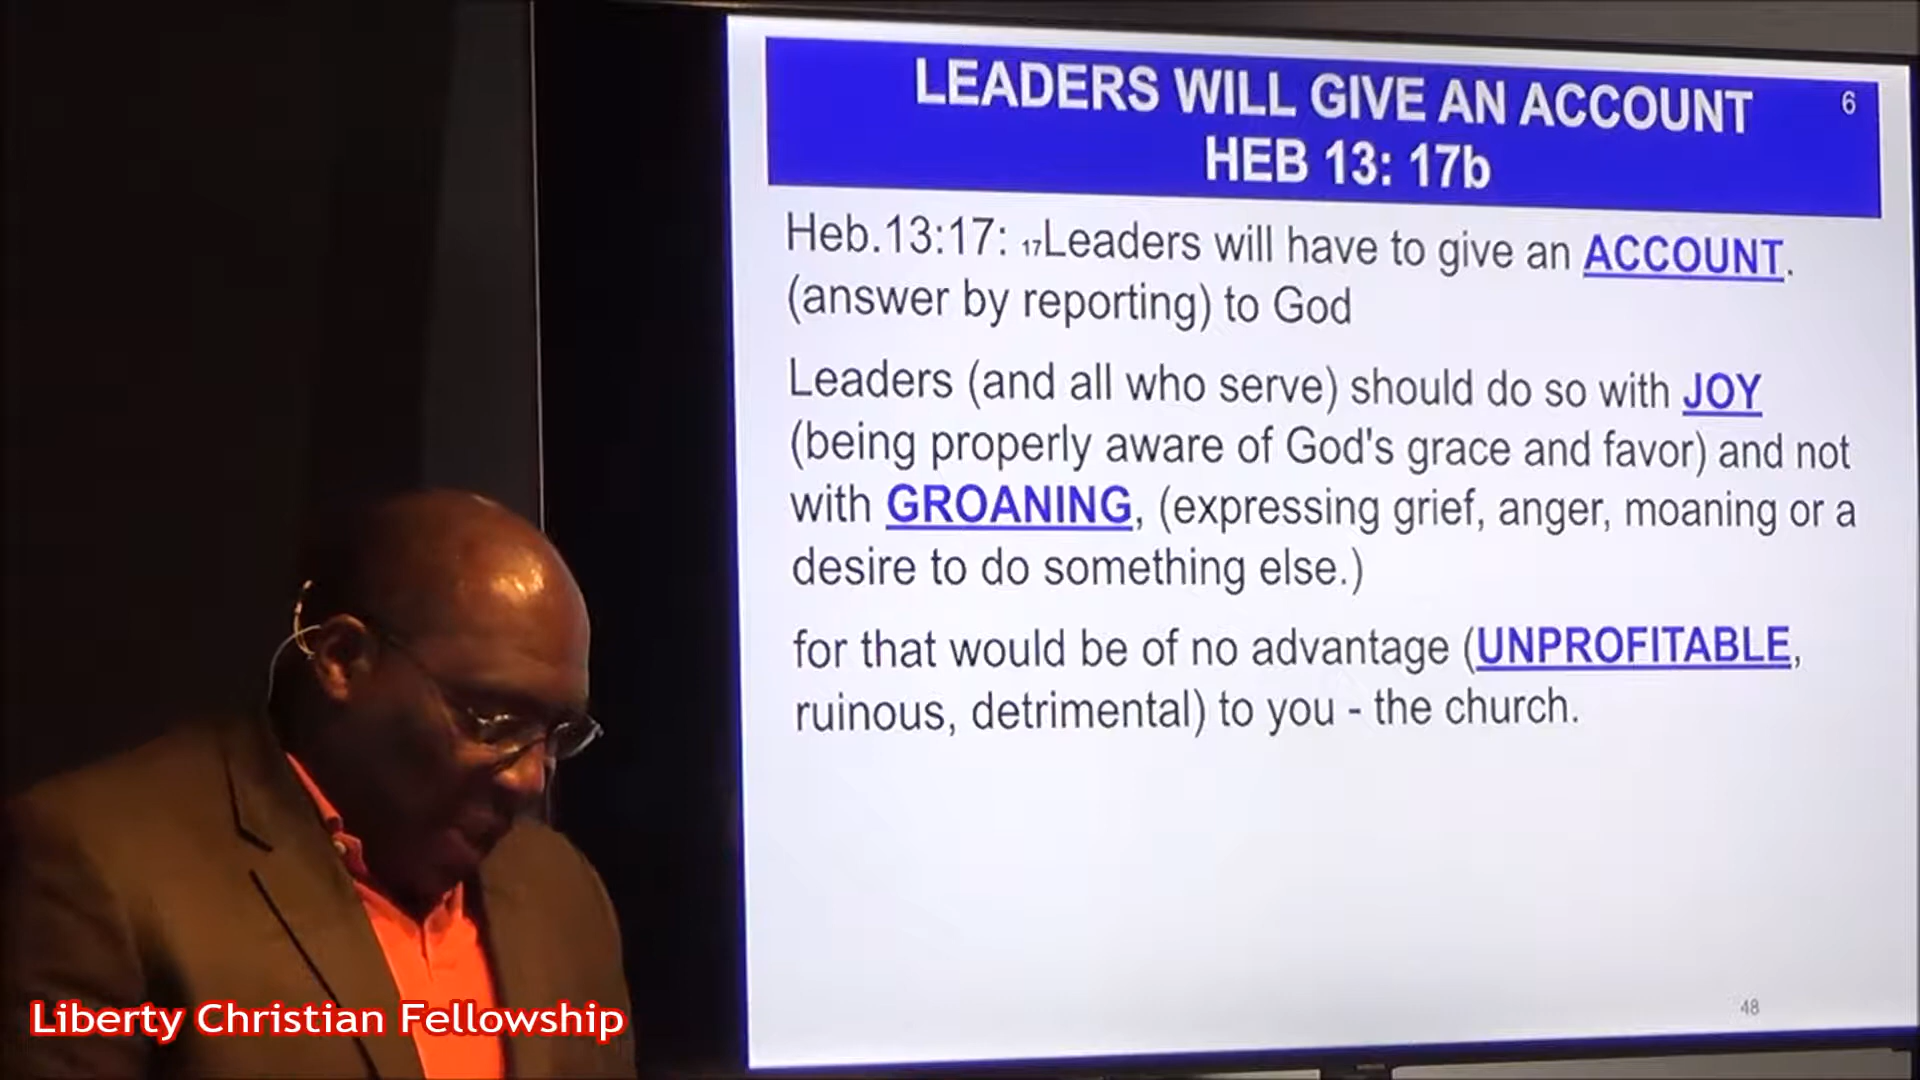 LEADERS WILL GIVE AN ACCOUNT
6
HEB 13: 17b
Heb.13:17: 17Leaders will have to give an ACCOUNT.
(answer by reporting) to God
Leaders (and all who serve) should do so with JOY
(being properly aware of God's grace and favor) and not
with GROANING, (expressing grief, anger, moaning or a
desire to do something else.)
for that would be of no advantage (UNPROFITABLE,
ruinous, detrimental) to you - the church.
48
Liberty Christian Fellowship